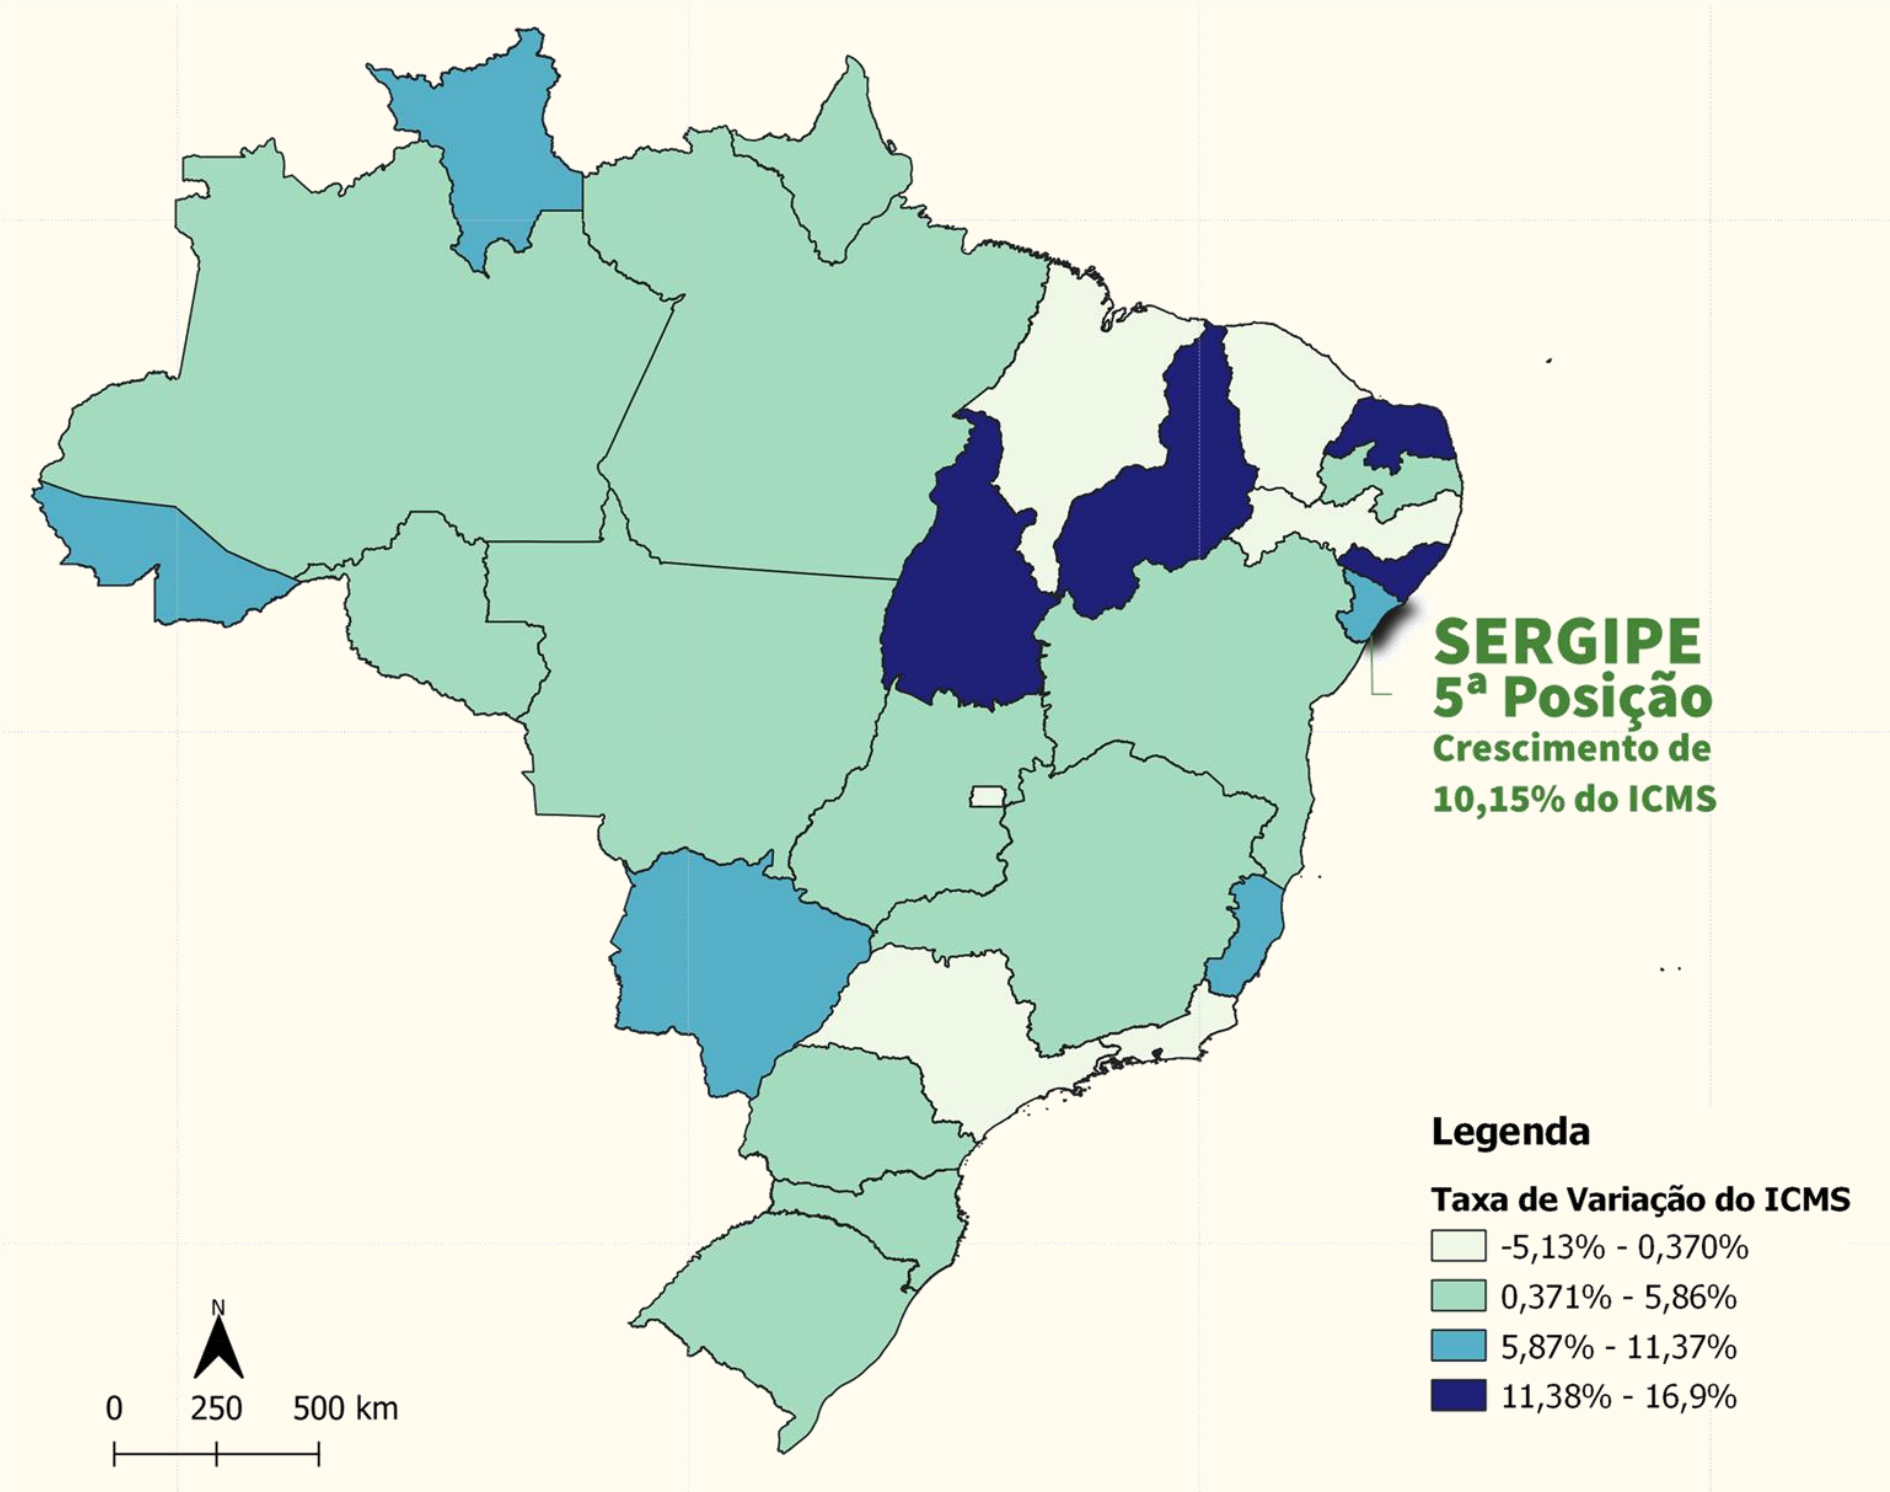 SERGIPE
5ª Posição
Crescimento de
10,15% do ICMS
Legenda
Taxa de Variação do ICMS
-5,13% - 0,370%
0,371% - 5,86%
5,87% - 11,37%
11,38% - 16,9%
N
0 250 500 km